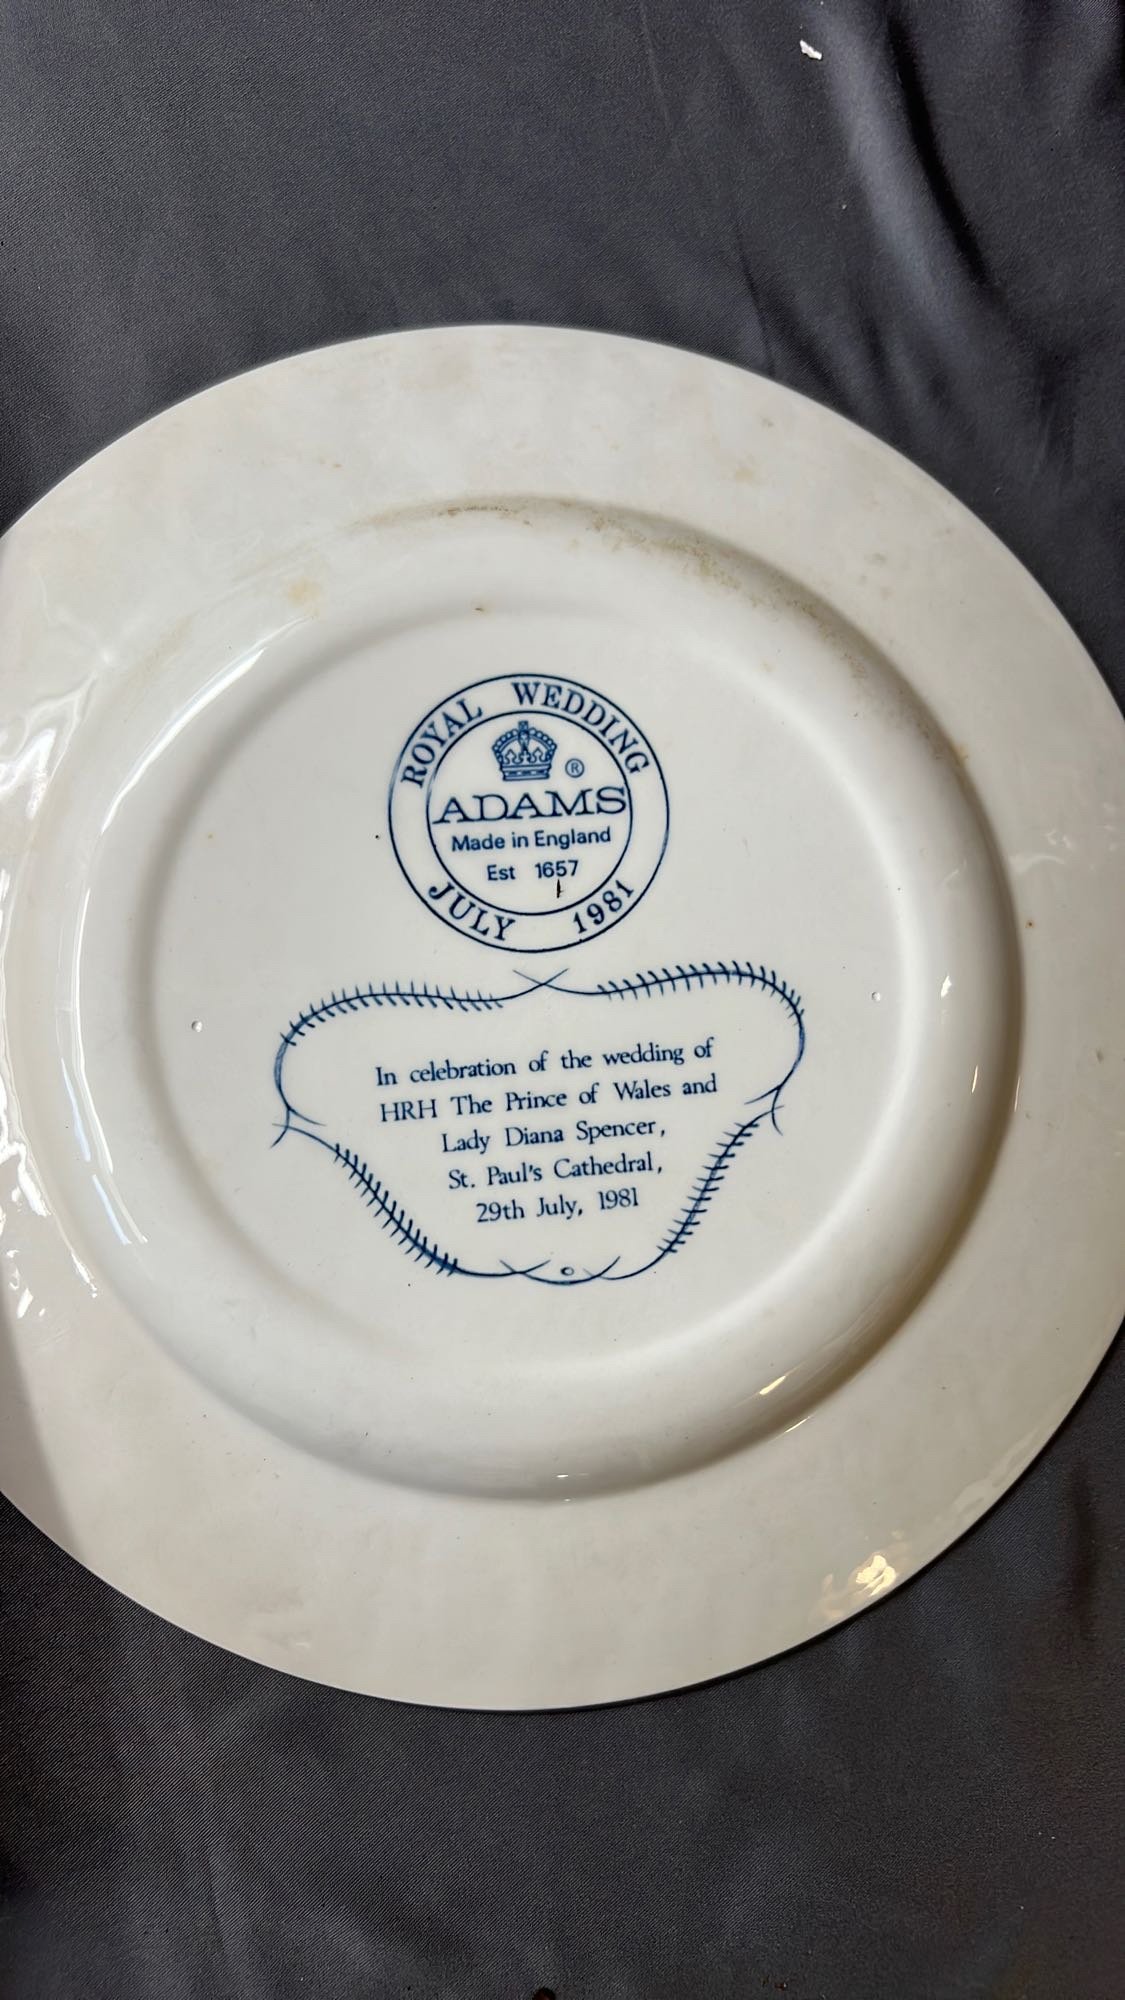 ROYAL WEDDING
®
ADAMS
Made in England
Est 1657
JULY 1981
In celebration of the wedding of
HRH The Prince of Wales and
Lady Diana Spencer,
St. Paul's Cathedral,
29th July, 1981